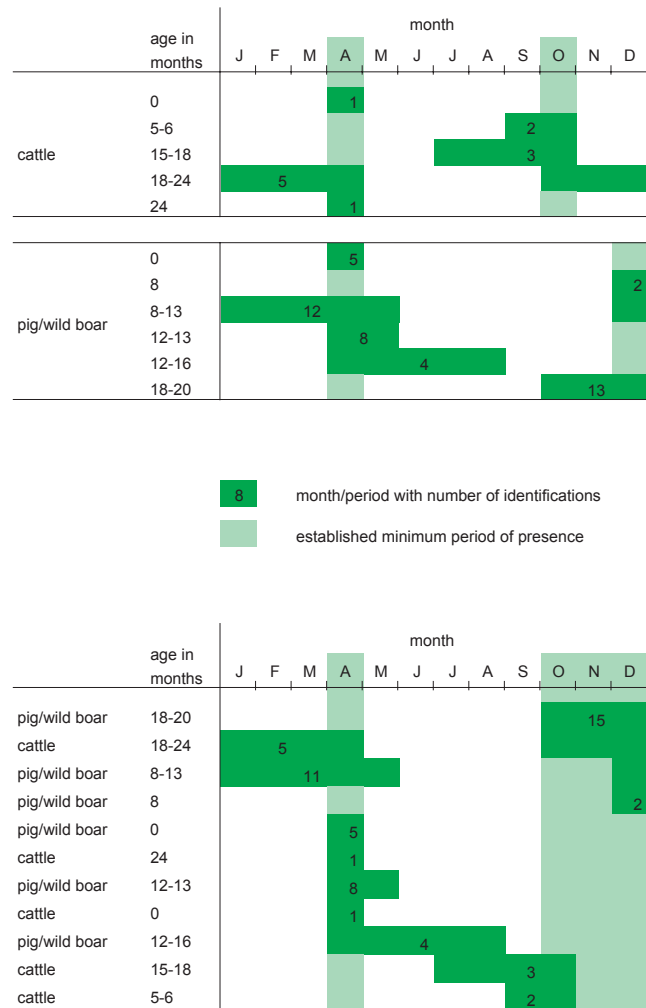 month
age in
months
J F M A M J J A S O N D
0 1
5-6 2
cattle 15-18 3
18-24 5
24 1
0 5
8 2
8-13 12
pig/wild boar
12-13 8
12-16 4
18-20 13
8 month/period with number of identifications
established minimum period of presence
month
age in
months
J F M A M J J A S O N D
pig/wild boar 18-20 15
cattle 18-24 5
pig/wild boar 8-13 11
pig/wild boar 8 2
pig/wild boar 0 5
cattle 24 1
pig/wild boar 12-13 8
cattle 0 1
pig/wild boar 12-16 4
cattle 15-18 3
cattle 5-6 2